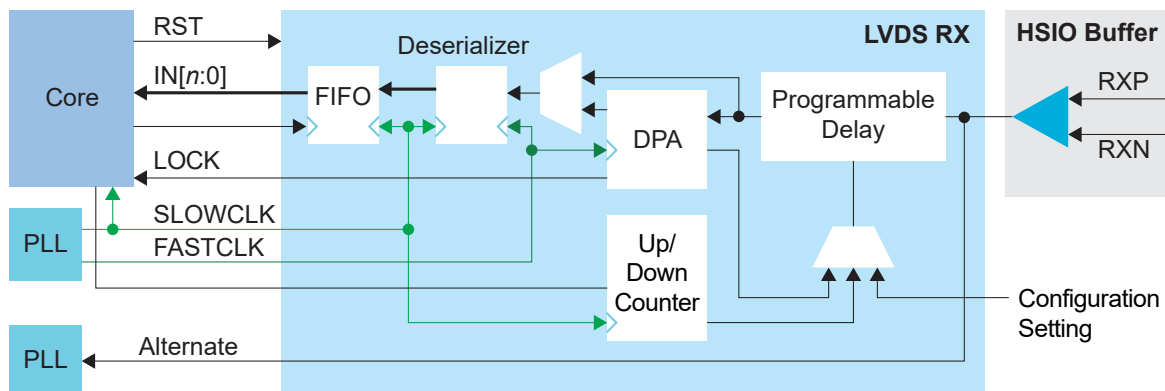 RST
LVDS RX
HSIO Buffer
Deserializer
IN[n:0]
Core
FIFO
Programmable
Delay
RXP
RXN
DPA
LOCK
SLOWCLK
PLL
FASTCLK
Up/
Down
Counter
Configuration
Setting
PLL
Alternate